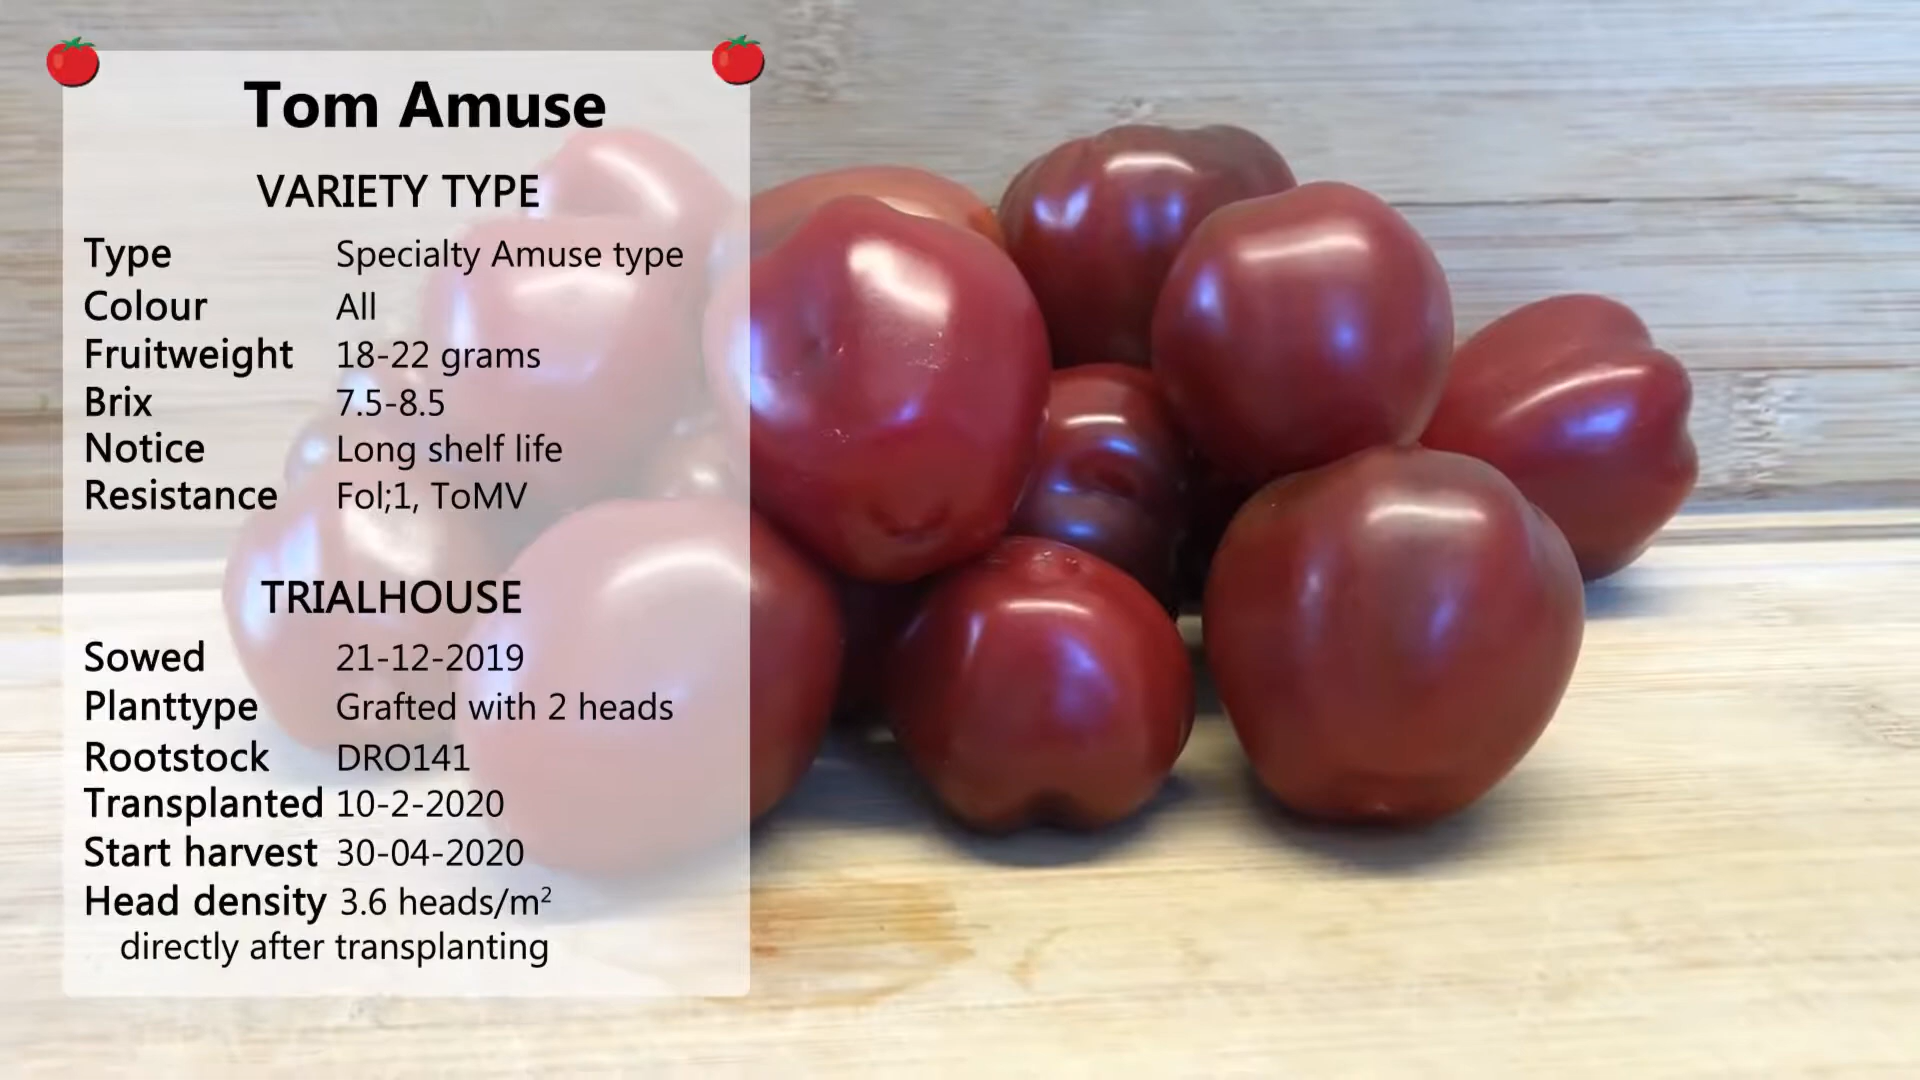 Tom Amuse
VARIETY TYPE
Type Specialty Amuse type
Colour All
Fruitweight 18-22 grams
Brix 7.5-8.5
Notice Long shelf life
Resistance Fol;1, ToMV
TRIALHOUSE
Sowed 21-12-2019
Planttype Grafted with 2 heads
Rootstock DRO141
Transplanted 10-2-2020
Start harvest 30-04-2020
Head density 3.6 heads/m²
directly after transplanting